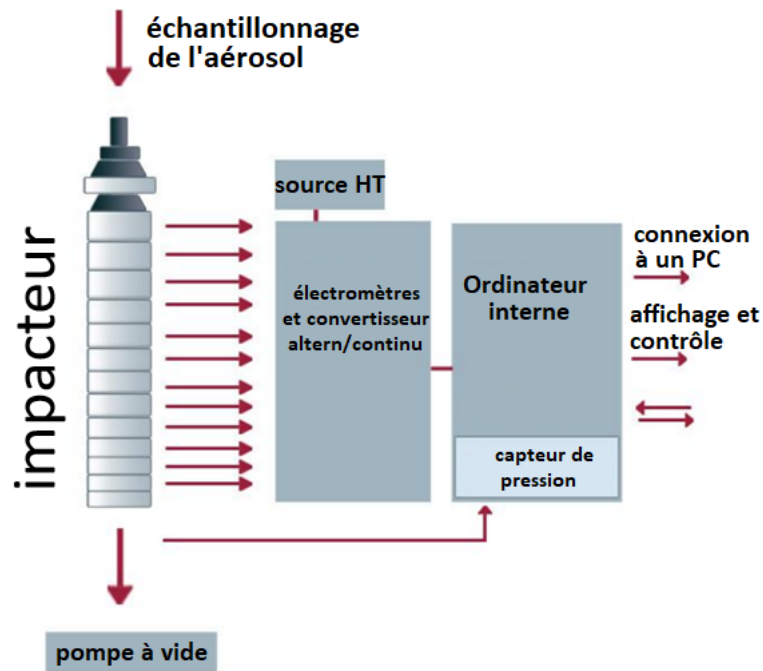 échantillonnage
de l'aérosol
impacteur
source HT
électromètres
et convertisseur
altern/continu
Ordinateur
interne
capteur de
pression
connexion
à un PC
affichage et
contrôle
pompe à vide